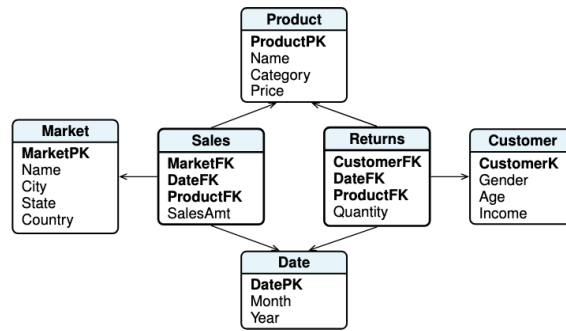 Product
ProductPK
Name
Category
Price
Market
MarketPK
Name
City
State
Country
Sales
MarketFK
DateFK
ProductFK
SalesAmt
Returns
CustomerFK
DateFK
ProductFK
Quantity
Customer
CustomerK
Gender
Age
Income
Date
DatePK
Month
Year